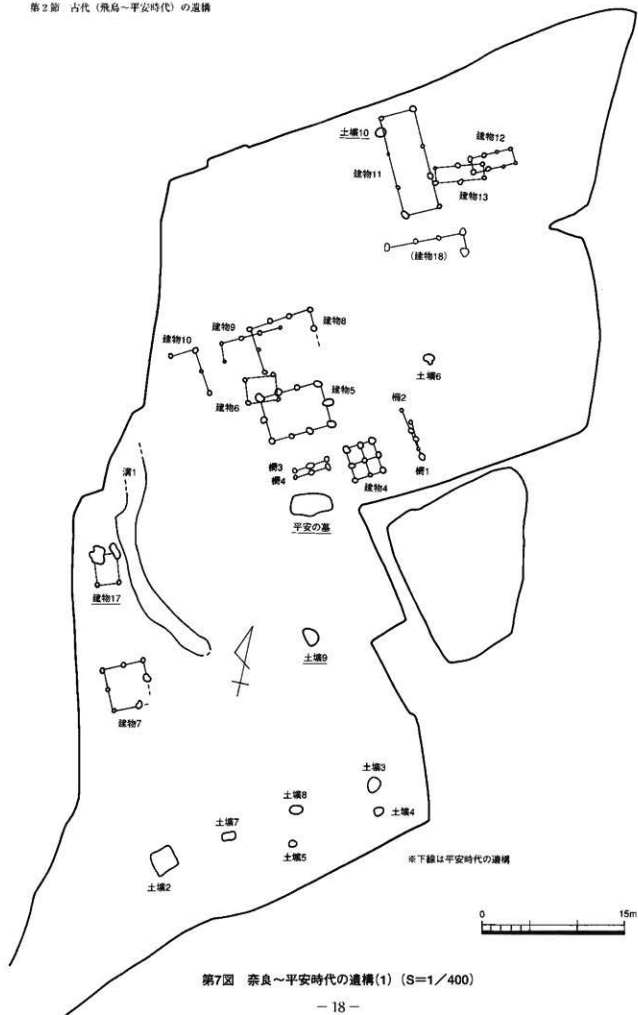 第2節　古代（飛鳥～平安時代）の遺構
土壙10
建物12
建物11
建物13
(建物18)
建物8
建物9
建物10
土壙6
建物5
建物6
柵2
溝1
柵3
柵4
建物4
柵1
平安の墓
建物17
土壙9
建物7
土壙3
土壙8
土壙4
土壙7
土壙5
土壙2
※下線は平安時代の遺構
0 15m
第7図　奈良～平安時代の遺構(1)（S=1／400）
－ 18 －